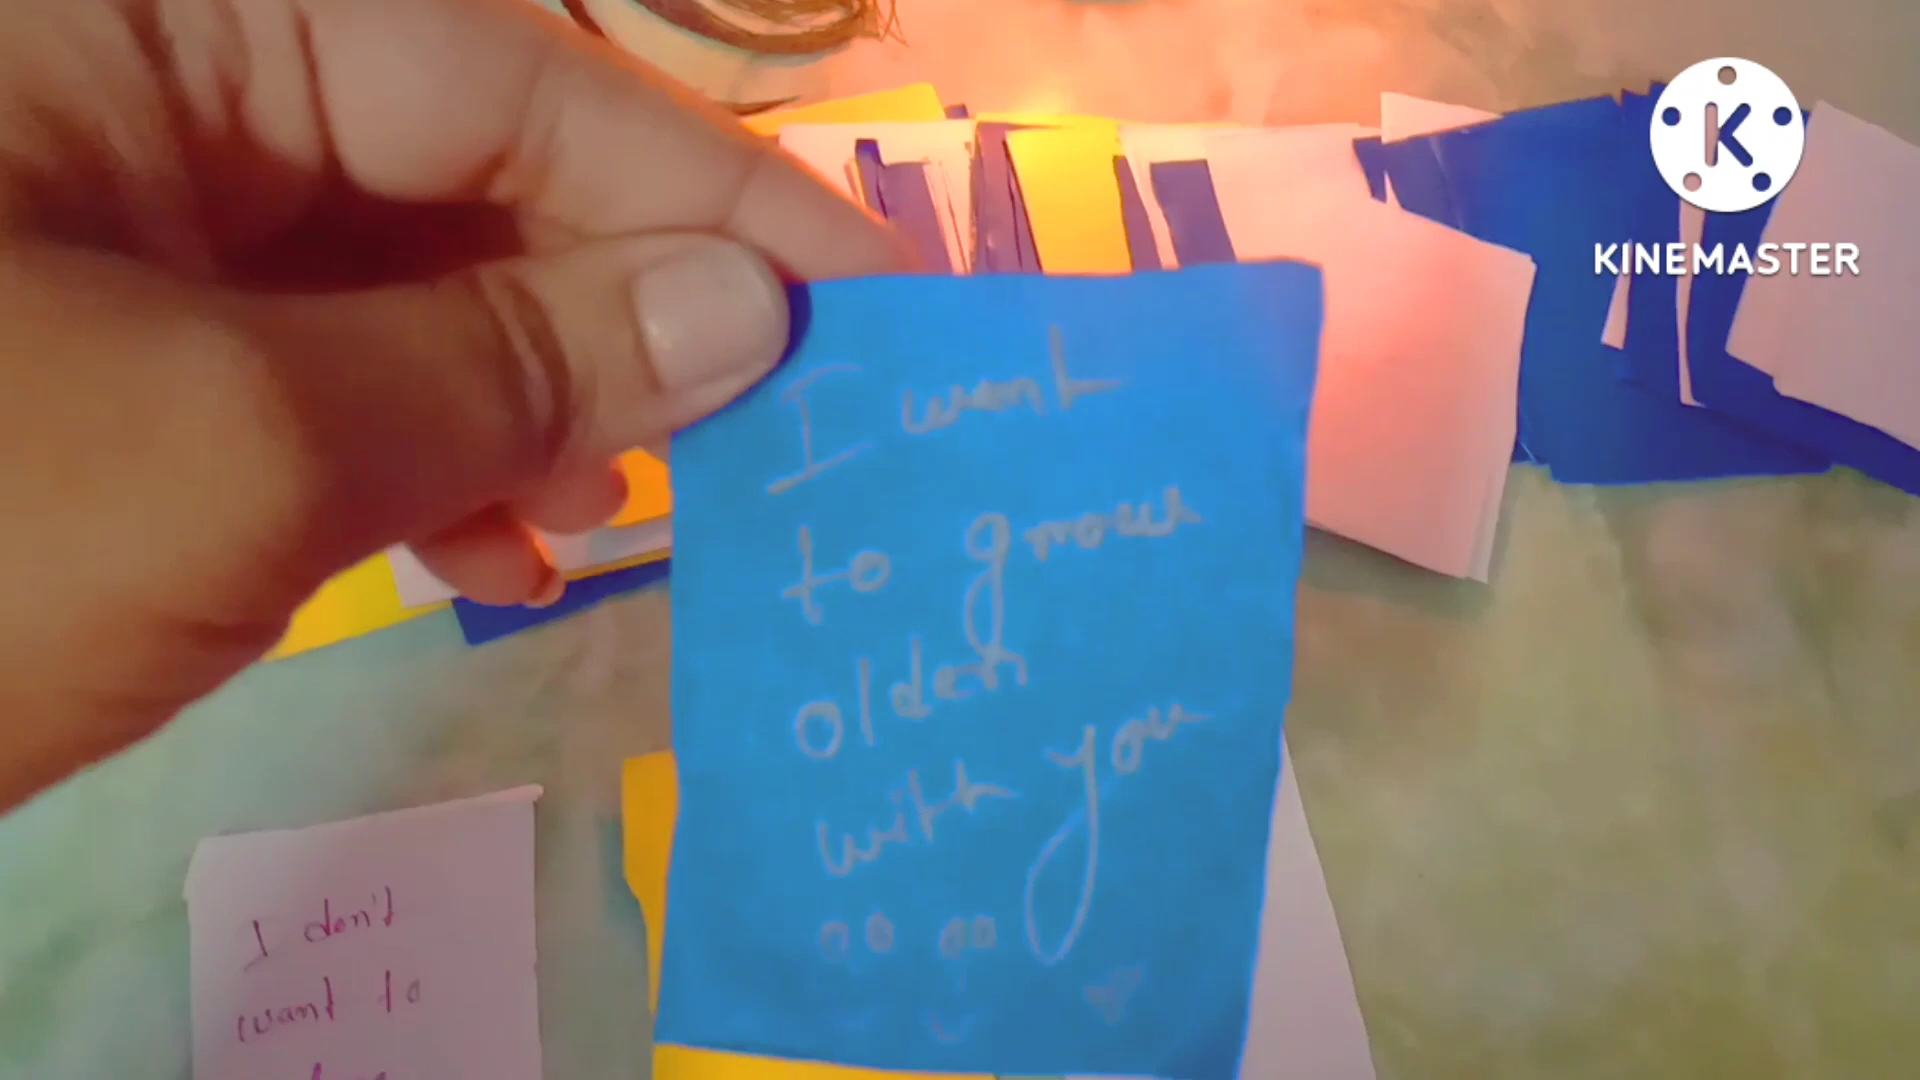 KINEMASTER
I want
to grow
older
with you
I don't
want to